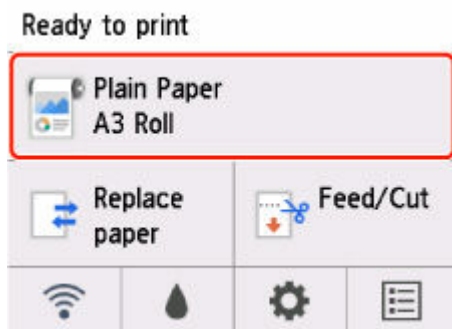 Ready to print
Plain Paper
A3 Roll
Replace
paper
Feed/Cut